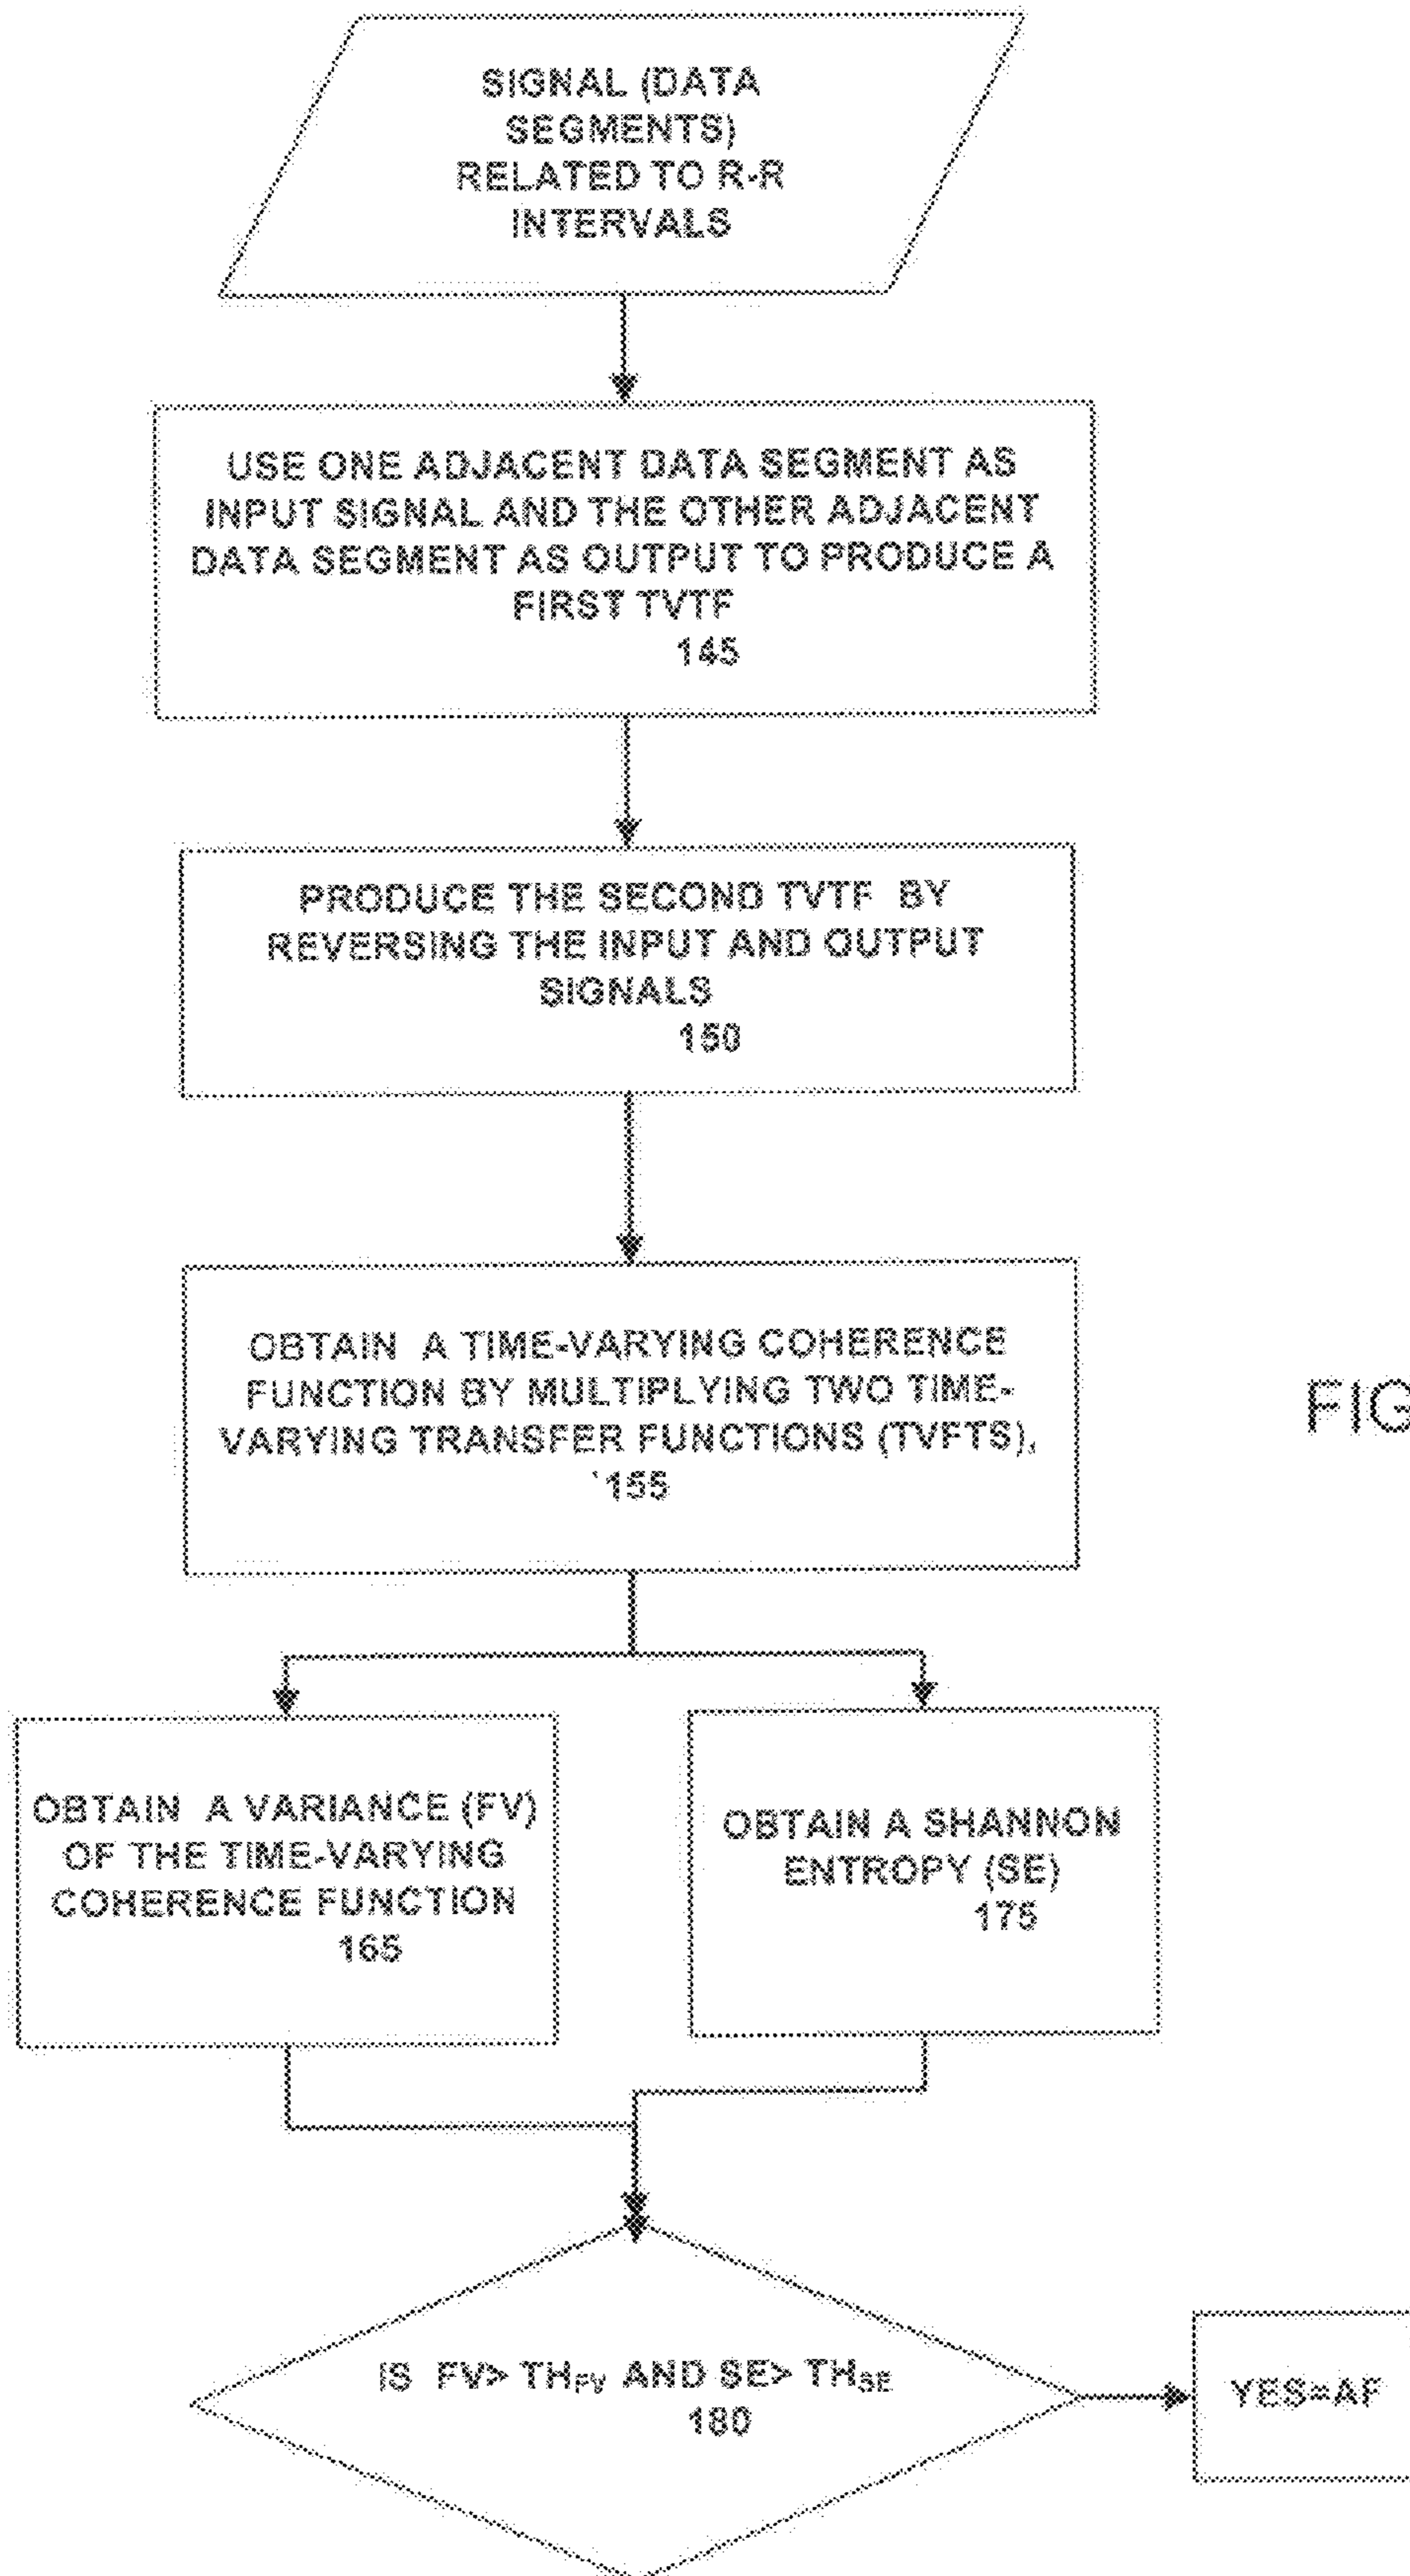 SIGNAL (DATA
SEGMENTS)
RELATED TO R-R
INTERVALS
USE ONE ADJACENT DATA SEGMENT AS
INPUT SIGNAL AND THE OTHER ADJACENT
DATA SEGMENT AS OUTPUT TO PRODUCE A
FIRST TVTF
145
PRODUCE THE SECOND TVTF BY
REVERSING THE INPUT AND OUTPUT
SIGNALS
150
OBTAIN A TIME-VARYING COHERENCE
FUNCTION BY MULTIPLYING TWO TIME-
VARYING TRANSFER FUNCTIONS (TVFTS),
155
FIG
OBTAIN A VARIANCE (FV)
OF THE TIME-VARYING
COHERENCE FUNCTION
165
OBTAIN A SHANNON
ENTROPY (SE)
175
IS FV> TH_FV AND SE> TH_SE
180
YES=AF